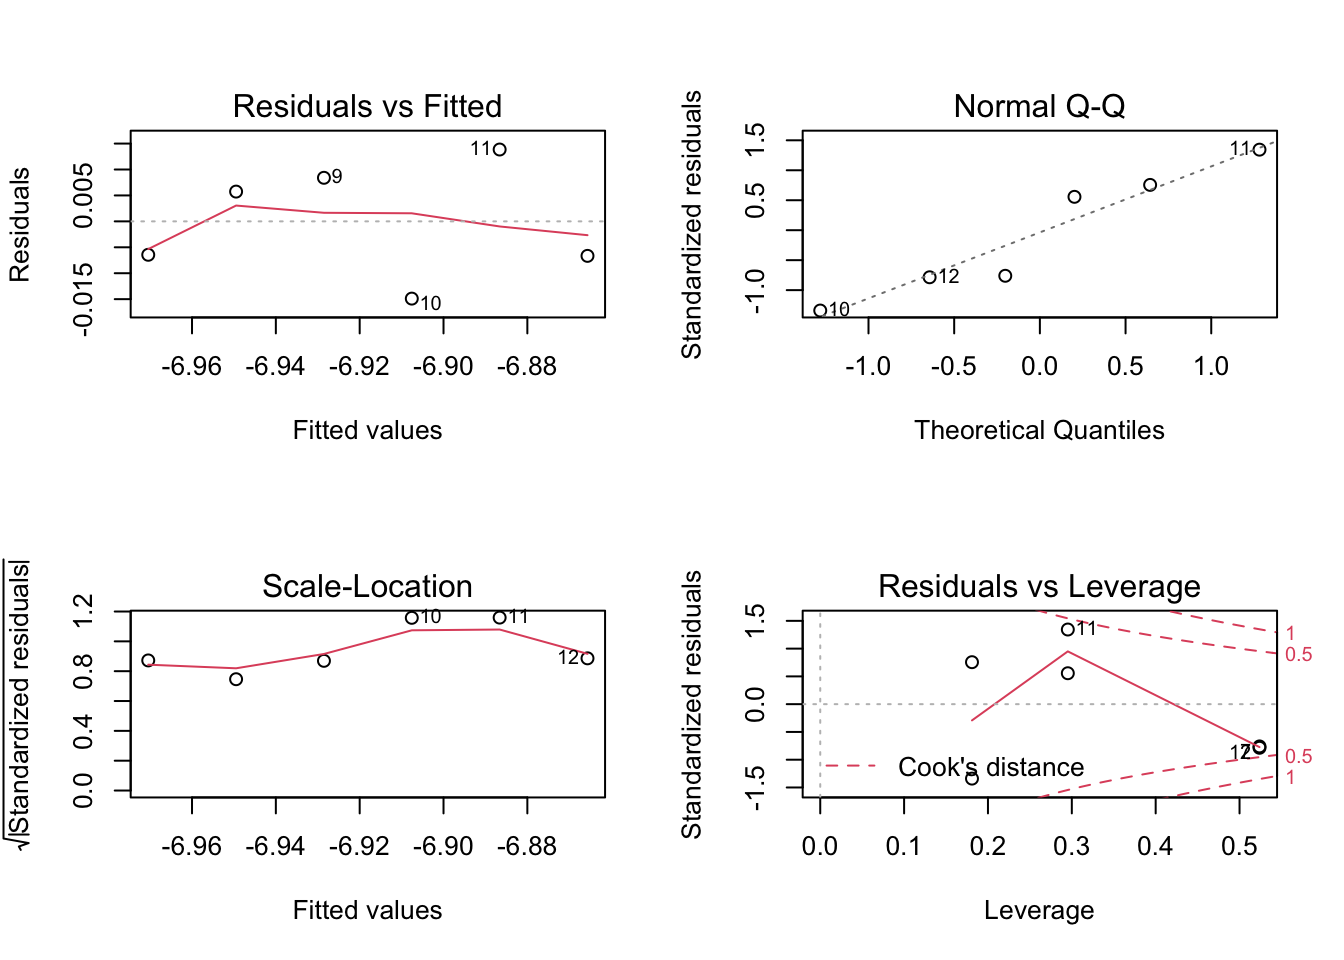 Residuals vs Fitted
Residuals
0.005
-0.015
11
9
10
-6.96 -6.94 -6.92 -6.90 -6.88
Fitted values
Normal Q-Q
Standardized residuals
1.5
0.5
-1.0
11
12
10
-1.0 -0.5 0.0 0.5 1.0
Theoretical Quantiles
Scale-Location
√|Standardized residuals|
1.2
0.8
0.4
0.0
10
11
12
-6.96 -6.94 -6.92 -6.90 -6.88
Fitted values
Residuals vs Leverage
Standardized residuals
1.5
0.0
-1.5
11
1
0.5
12
0.5
1
Cook's distance
0.0 0.1 0.2 0.3 0.4 0.5
Leverage